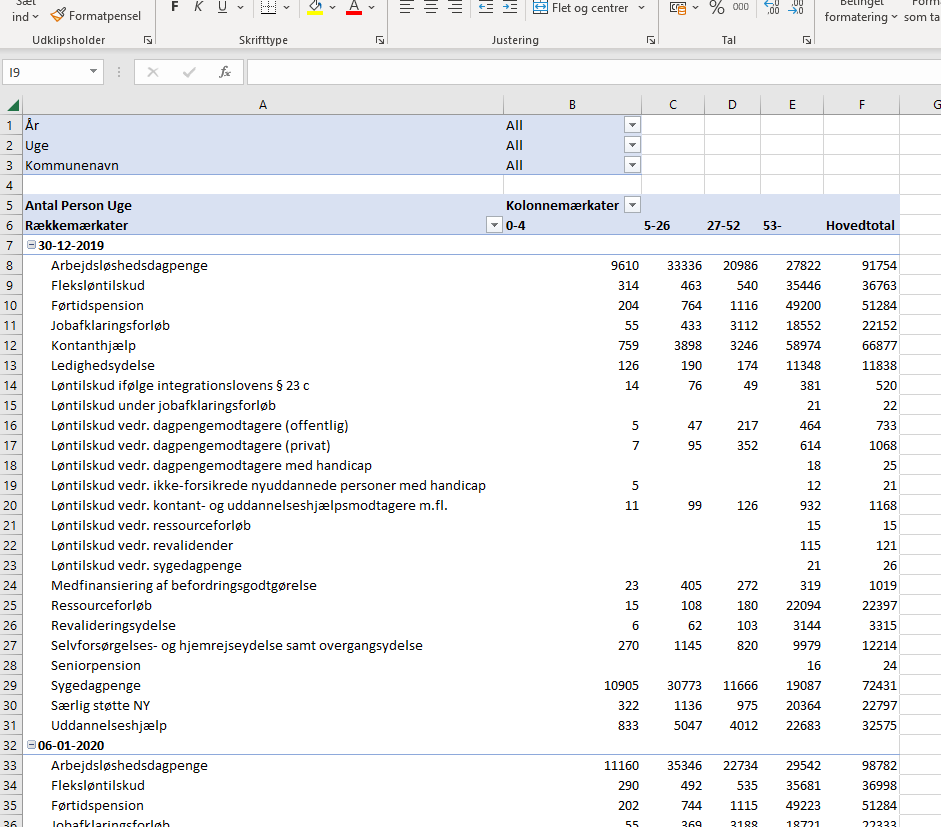 Sæt
ind
Formatpensel
F K U
A
Flet og centrer
% 000
Betinget
formatering
Form
som ta
Udklipsholder
Skrifttype
Justering
Tal
I9
fx
A B C D E F G
1 År All
2 Uge All
3 Kommunenavn All
4
5 Antal Person Uge Kolonnemærkater
6 Rækkemærkater 0-4 5-26 27-52 53- Hovedtotal
7 30-12-2019
8 Arbejdsløshedsdagpenge 9610 33336 20986 27822 91754
9 Fleksløntilskud 314 463 540 35446 36763
10 Førtidspension 204 764 1116 49200 51284
11 Jobafklaringsforløb 55 433 3112 18552 22152
12 Kontanthjælp 759 3898 3246 58974 66877
13 Ledighedsydelse 126 190 174 11348 11838
14 Løntilskud ifølge integrationslovens § 23 c 14 76 49 381 520
15 Løntilskud under jobafklaringsforløb 21 22
16 Løntilskud vedr. dagpengemodtagere (offentlig) 5 47 217 464 733
17 Løntilskud vedr. dagpengemodtagere (privat) 7 95 352 614 1068
18 Løntilskud vedr. dagpengemodtagere med handicap 18 25
19 Løntilskud vedr. ikke-forsikrede nyuddannede personer med handicap 5 12 21
20 Løntilskud vedr. kontant- og uddannelseshjælpsmodtagere m.fl. 11 99 126 932 1168
21 Løntilskud vedr. ressourceforløb 15 15
22 Løntilskud vedr. revalidender 115 121
23 Løntilskud vedr. sygedagpenge 21 26
24 Medfinansiering af befordringsgodtgørelse 23 405 272 319 1019
25 Ressourceforløb 15 108 180 22094 22397
26 Revalideringsydelse 6 62 103 3144 3315
27 Selvforsørgelses- og hjemrejseydelse samt overgangsydelse 270 1145 820 9979 12214
28 Seniorpension 16 24
29 Sygedagpenge 10905 30773 11666 19087 72431
30 Særlig støtte NY 322 1136 975 20364 22797
31 Uddannelseshjælp 833 5047 4012 22683 32575
32 06-01-2020
33 Arbejdsløshedsdagpenge 11160 35346 22734 29542 98782
34 Fleksløntilskud 290 492 535 35681 36998
35 Førtidspension 202 744 1115 49223 51284
36 Jobafklaringsforløb 55 369 3188 18721 22333